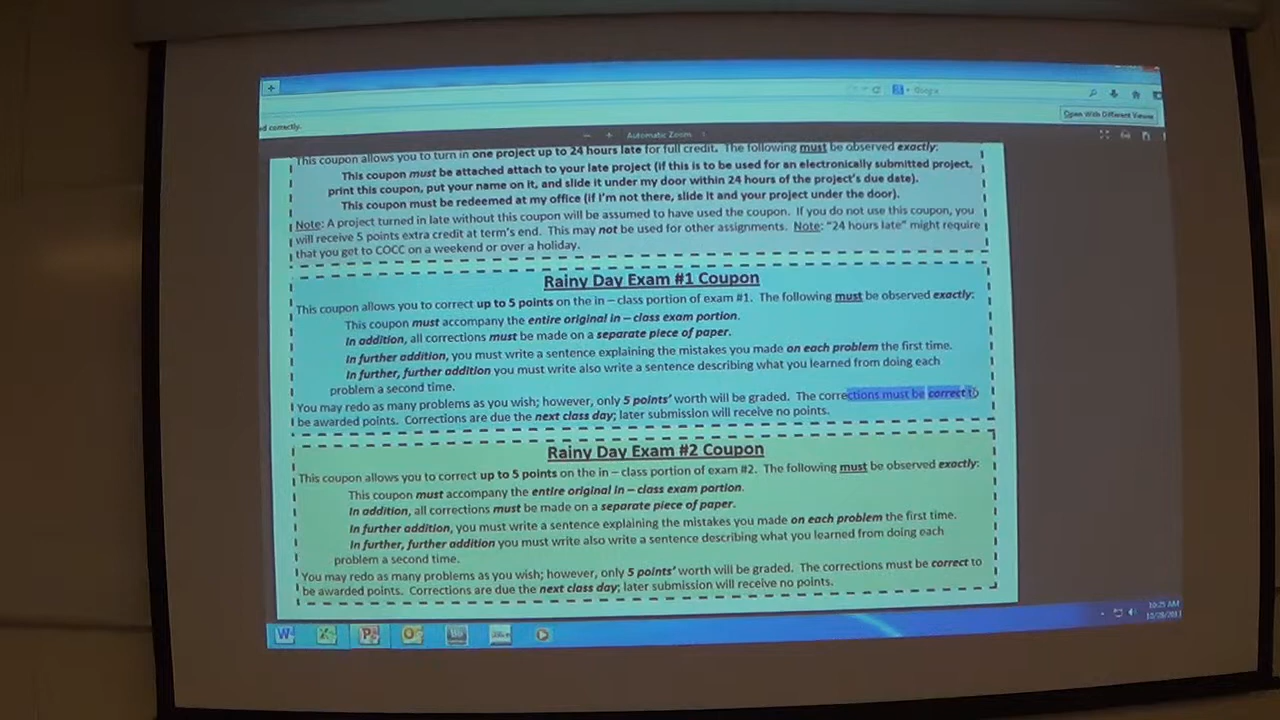 Google
Open With Different Viewer
ed correctly.
Automatic Zoom
This coupon allows you to turn in one project up to 24 hours late for full credit. The following must be observed exactly:
This coupon must be attached attach to your late project (if this is to be used for an electronically submitted project,
print this coupon, put your name on it, and slide it under my door within 24 hours of the project's due date).
This coupon must be redeemed at my office (if I'm not there, slide it and your project under the door).
Note: A project turned in late without this coupon will be assumed to have used the coupon. If you do not use this coupon, you
will receive 5 points extra credit at term's end. This may not be used for other assignments. Note: "24 hours late" might require
that you get to COCC on a weekend or over a holiday.
Rainy Day Exam #1 Coupon
This coupon allows you to correct up to 5 points on the in – class portion of exam #1. The following must be observed exactly:
This coupon must accompany the entire original in – class exam portion.
In addition, all corrections must be made on a separate piece of paper.
In further addition, you must write a sentence explaining the mistakes you made on each problem the first time.
In further, further addition you must write also write a sentence describing what you learned from doing each
problem a second time.
You may redo as many problems as you wish; however, only 5 points' worth will be graded. The corrections must be correct to
be awarded points. Corrections are due the next class day; later submission will receive no points.
Rainy Day Exam #2 Coupon
This coupon allows you to correct up to 5 points on the in – class portion of exam #2. The following must be observed exactly:
This coupon must accompany the entire original in – class exam portion.
In addition, all corrections must be made on a separate piece of paper.
In further addition, you must write a sentence explaining the mistakes you made on each problem the first time.
In further, further addition you must write also write a sentence describing what you learned from doing each
problem a second time.
You may redo as many problems as you wish; however, only 5 points' worth will be graded. The corrections must be correct to
be awarded points. Corrections are due the next class day; later submission will receive no points.
10:25 AM